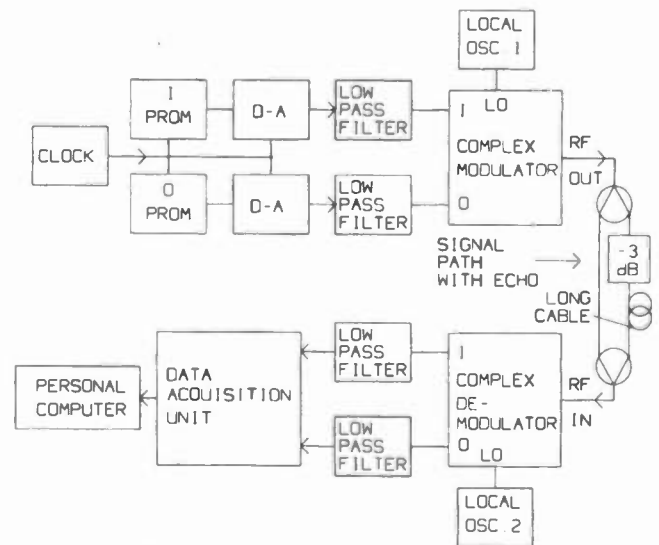 LOCAL
OSC 1
I
PROM
D-A
LOW
PASS
FILTER
I
LO
COMPLEX
MODULATOR
Q
RF
OUT
CLOCK
Q
PROM
D-A
LOW
PASS
FILTER
SIGNAL
PATH
WITH ECHO
-3
dB
LONG
CABLE
PERSONAL
COMPUTER
DATA
ACQUISITION
UNIT
LOW
PASS
FILTER
LOW
PASS
FILTER
I
COMPLEX
DE-
MODULATOR
Q
LO
RF
IN
LOCAL
OSC 2